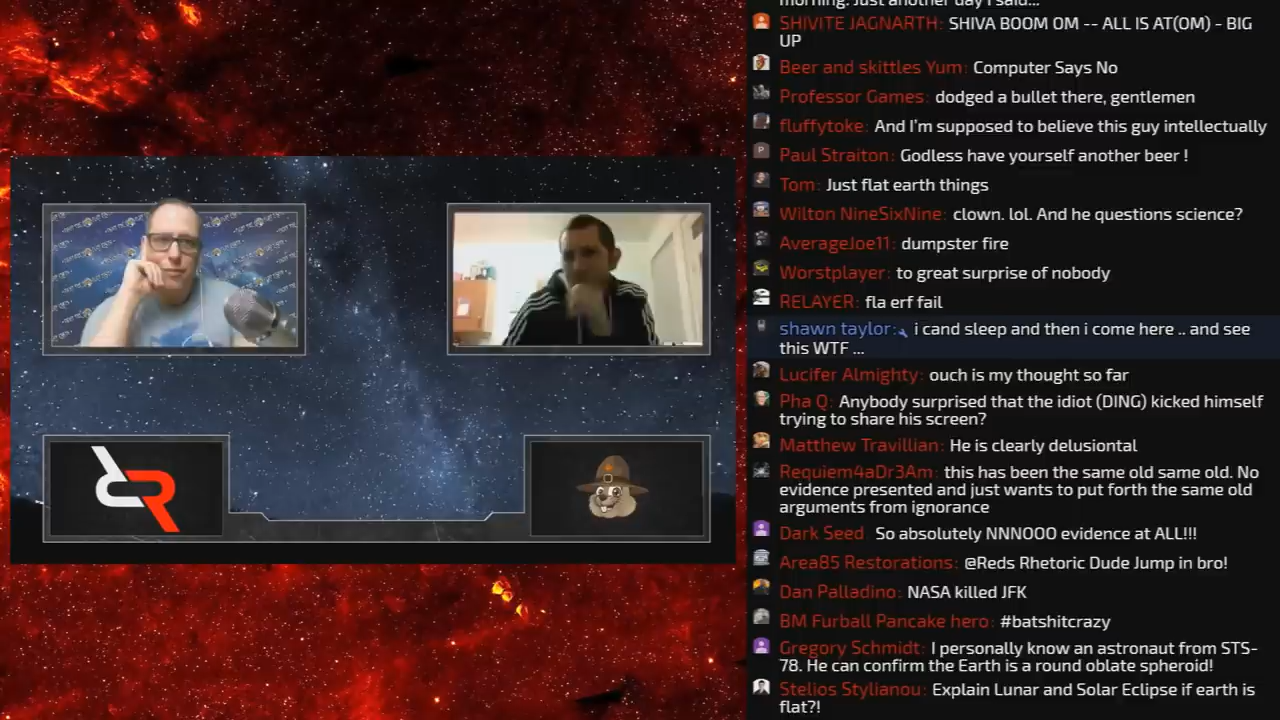 morning. Just another day I said...
SHIVITE JAGNARTH: SHIVA BOOM OM -- ALL IS AT(OM) - BIG
UP
Beer and skittles Yum: Computer Says No
Professor Games: dodged a bullet there, gentlemen
fluffytoke: And I'm supposed to believe this guy intellectually
Paul Straiton: Godless have yourself another beer !
Tom: Just flat earth things
Wilton NineSixNine: clown. lol. And he questions science?
AverageJoe11: dumpster fire
Worstplayer: to great surprise of nobody
RELAYER: fla erf fail
shawn taylor: i cand sleep and then i come here .. and see
this WTF ...
Lucifer Almighty: ouch is my thought so far
Pha Q: Anybody surprised that the idiot (DING) kicked himself
trying to share his screen?
Matthew Travillian: He is clearly delusiontal
Requiem4aDr3Am: this has been the same old same old. No
evidence presented and just wants to put forth the same old
arguments from ignorance
Dark Seed So absolutely NNNOOO evidence at ALL!!!
Area85 Restorations: @Reds Rhetoric Dude Jump in bro!
Dan Palladino: NASA killed JFK
BM Furball Pancake hero: #batshitcrazy
Gregory Schmidt: I personally know an astronaut from STS-
78. He can confirm the Earth is a round oblate spheroid!
Stelios Stylianou: Explain Lunar and Solar Eclipse if earth is
flat?!